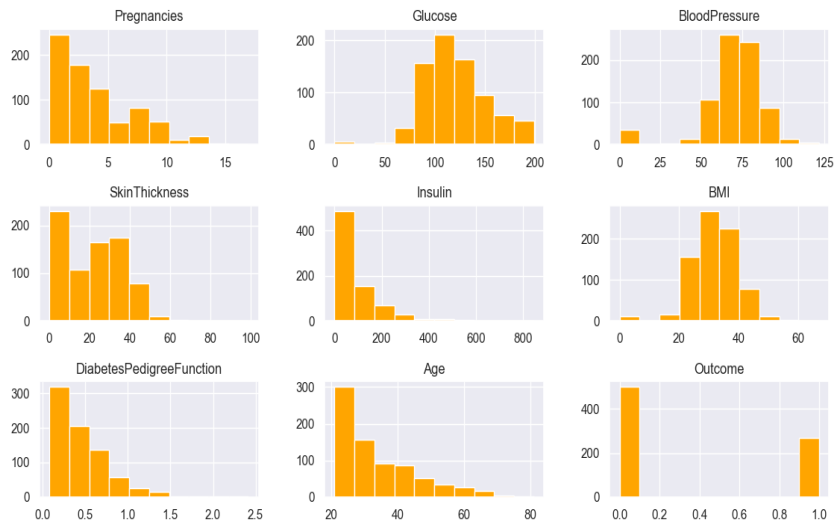 Pregnancies Glucose BloodPressure
200 100 0
200 100 0
200 100 0
0 5 10 15
0 50 100 150 200
0 25 50 75 100 125
SkinThickness Insulin BMI
200 100 0
400 200 0
200 100 0
0 20 40 60 80 100
0 200 400 600 800
0 20 40 60
DiabetesPedigreeFunction Age Outcome
300 200 100 0
300 200 100 0
400 200 0
0.0 0.5 1.0 1.5 2.0 2.5
20 40 60 80
0.0 0.2 0.4 0.6 0.8 1.0